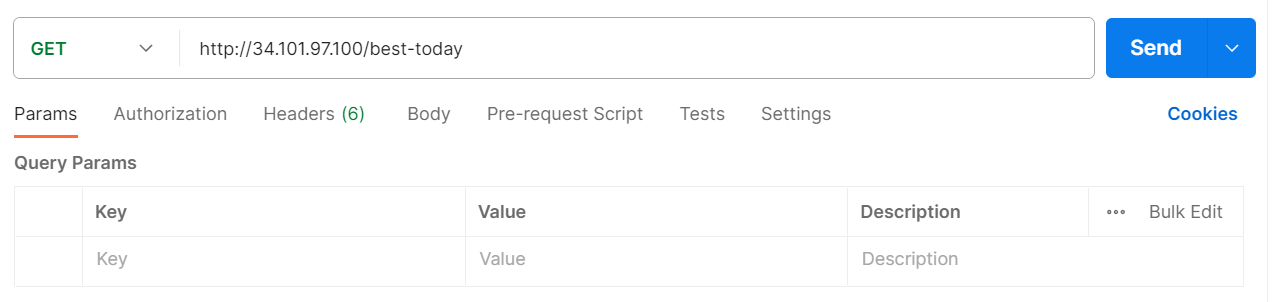 GET http://34.101.97.100/best-today Send
Params Authorization Headers (6) Body Pre-request Script Tests Settings Cookies
Query Params
Key Value Description Bulk Edit
Key Value Description